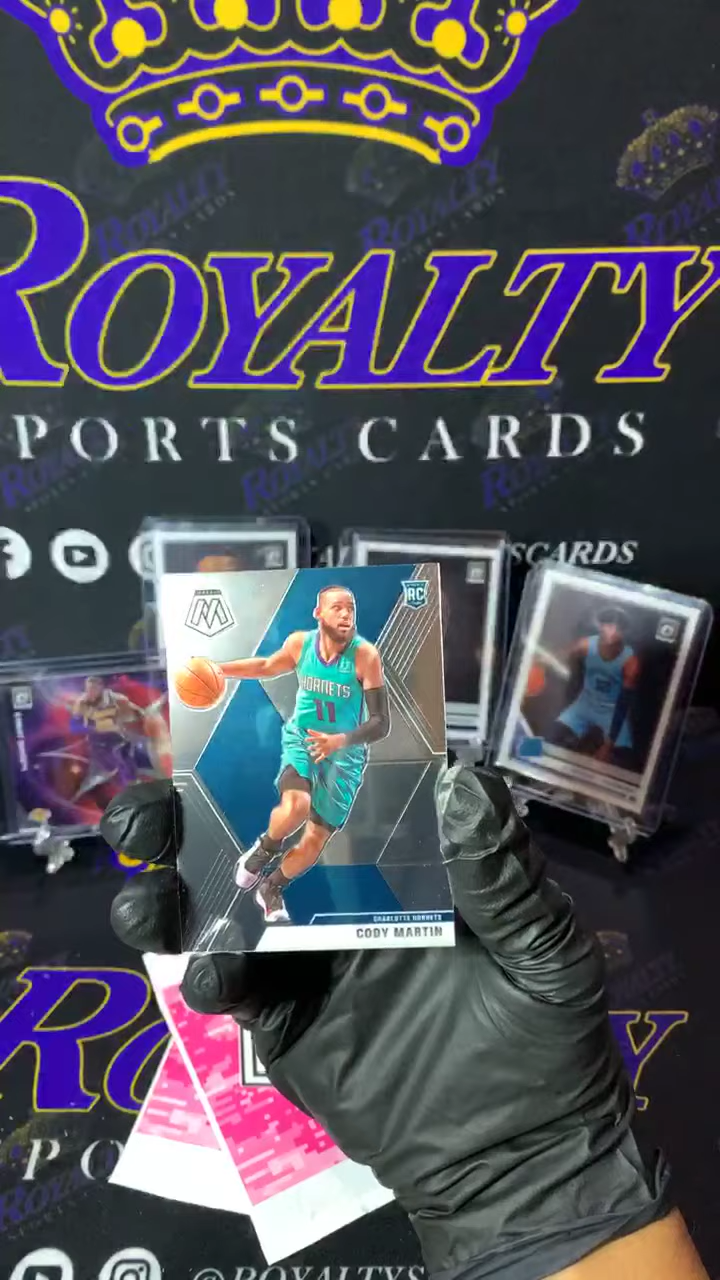 ROYALTY
SPORTS CARDS
SCARDS
RC
HORNETS
11
CHARLOTTE HORNETS
CODY MARTIN
@ROYALTYS